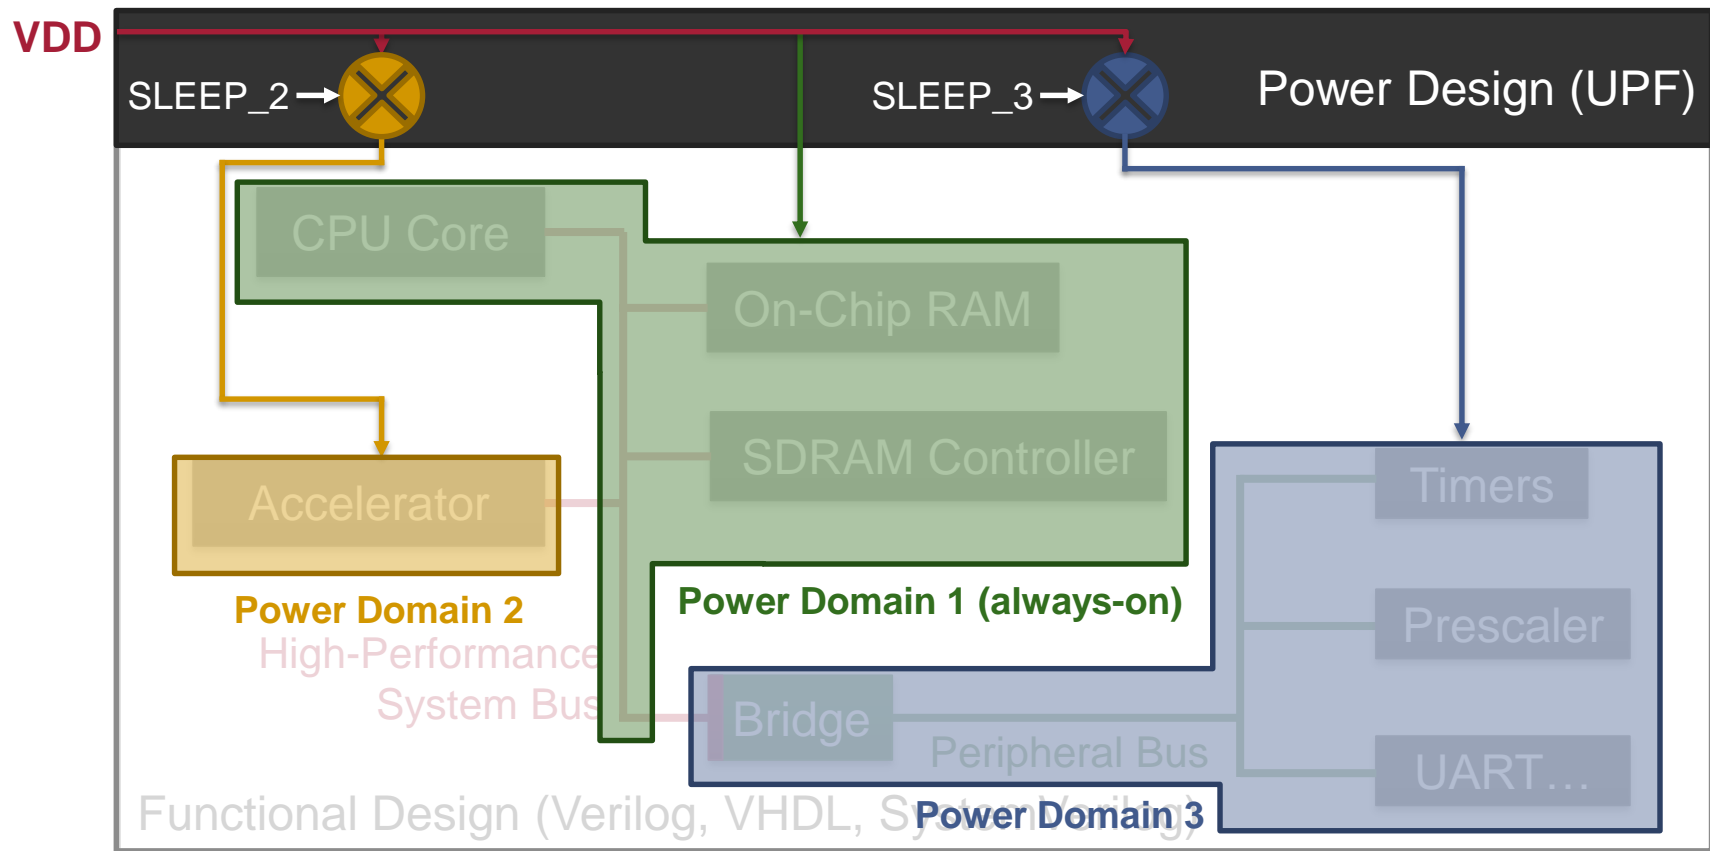 VDD
SLEEP_2
SLEEP_3
Power Design (UPF)
CPU Core
On-Chip RAM
SDRAM Controller
Accelerator
Timers
Power Domain 2
Power Domain 1 (always-on)
High-Performance
System Bus
Prescaler
Bridge
Peripheral Bus
UART...
Functional Design (Verilog, VHDL, SystemVerilog)
Power Domain 3